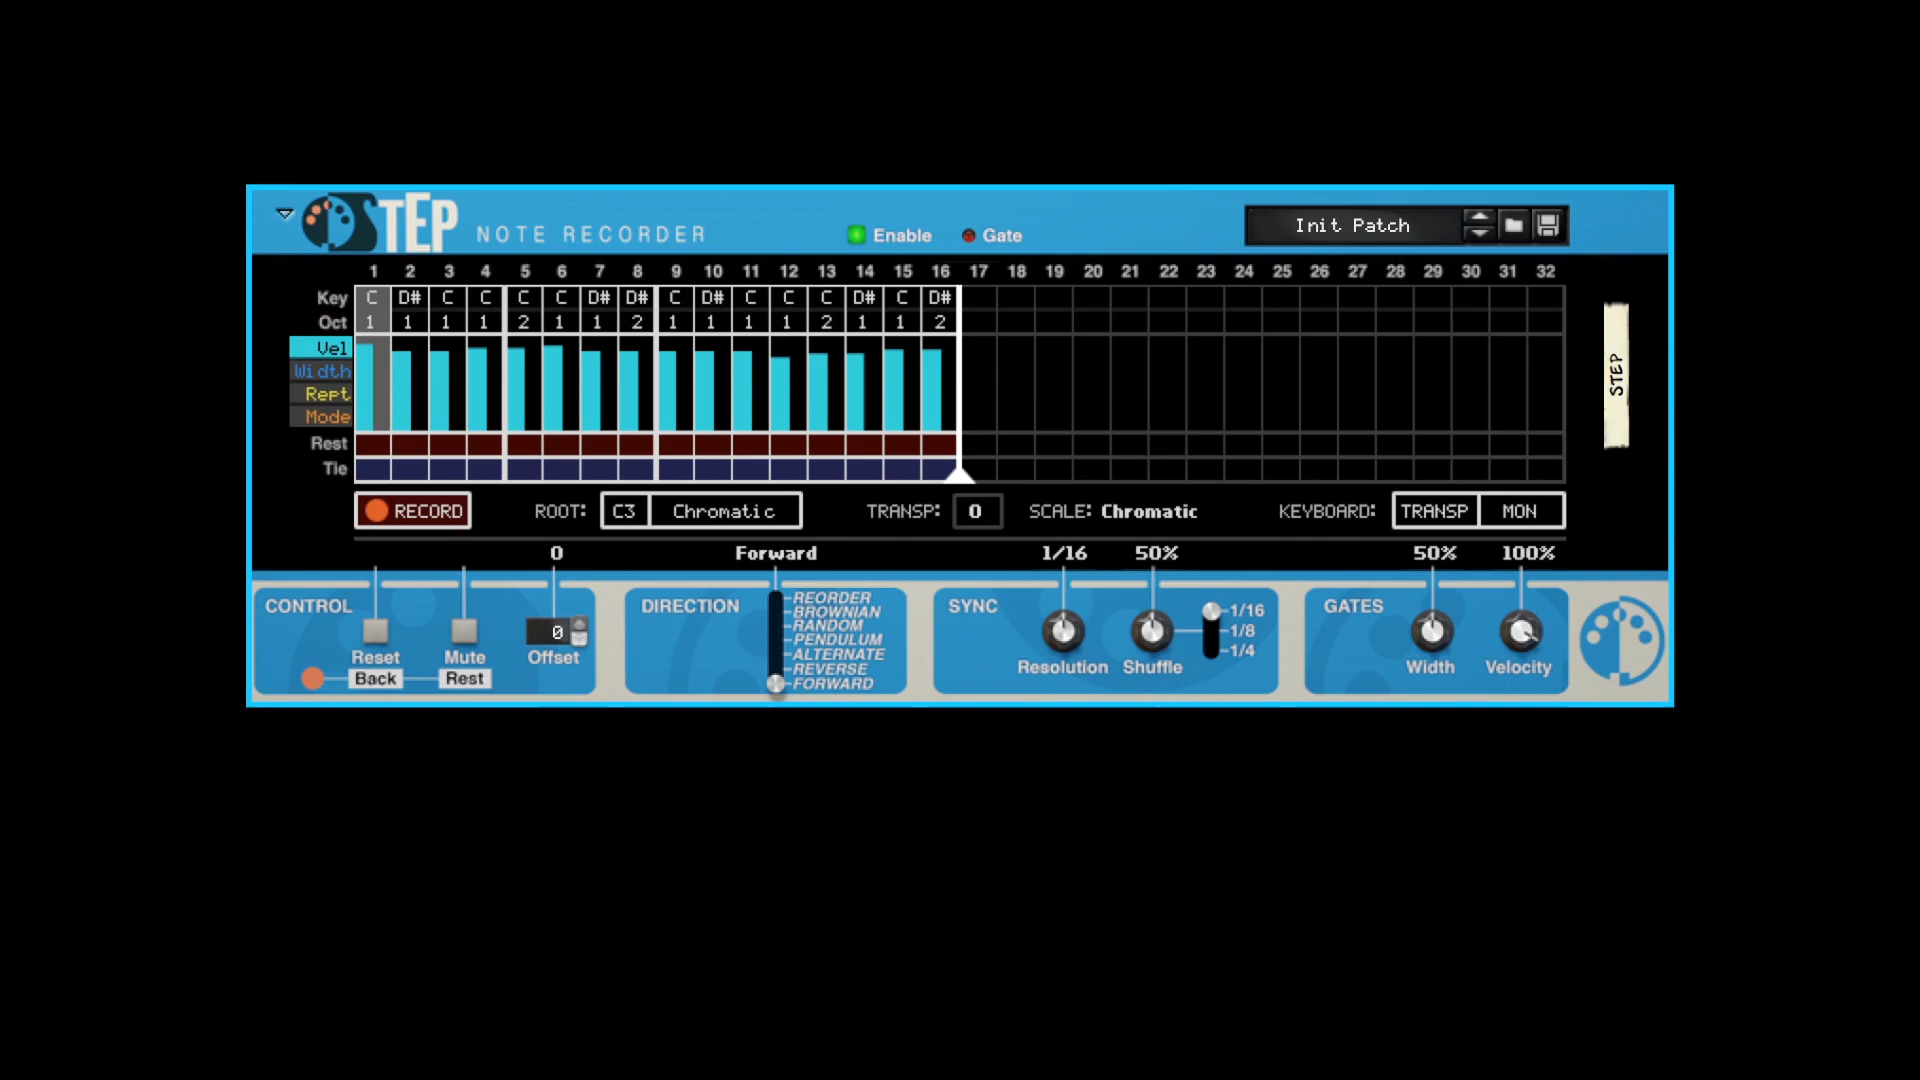 STEP NOTE RECORDER Enable Gate Init Patch
1 2 3 4 5 6 7 8 9 10 11 12 13 14 15 16 17 18 19 20 21 22 23 24 25 26 27 28 29 30 31 32
Key C D# C C C C D# D# C D# C C C D# C D#
Oct 1 1 1 1 2 1 1 2 1 1 1 1 2 1 1 2
Vel
Width
Rept
Mode
Rest
Tie
STEP
RECORD ROOT: C3 Chromatic TRANSP: 0 SCALE: Chromatic KEYBOARD: TRANSP MON
0 Forward 1/16 50% 50% 100%
CONTROL
Reset Mute 0 Offset
Back Rest
DIRECTION
REORDER
BROWNIAN
RANDOM
PENDULUM
ALTERNATE
REVERSE
FORWARD
SYNC
Resolution Shuffle
1/16
1/8
1/4
GATES
Width Velocity